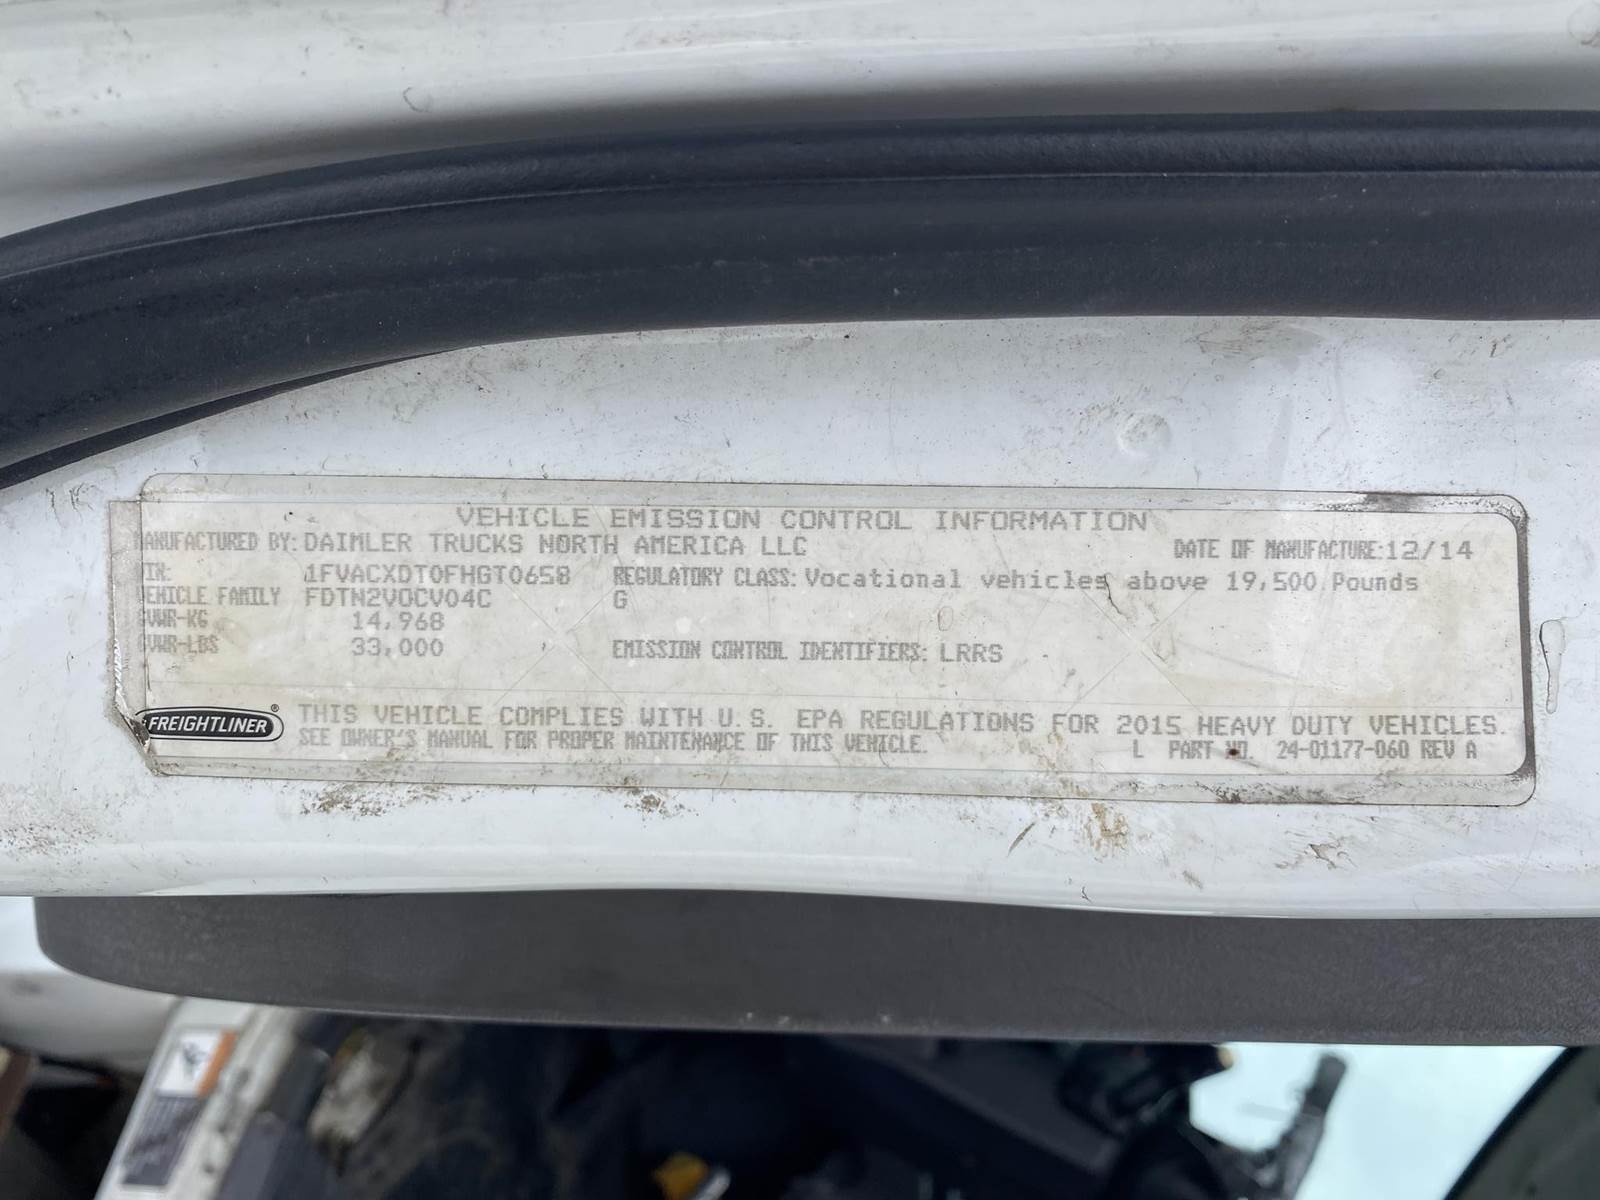 VEHICLE EMISSION CONTROL INFORMATION
MANUFACTURED BY: DAIMLER TRUCKS NORTH AMERICA LLC DATE OF MANUFACTURE: 12/14
VIN: 1FVACXDT0FHGT0658 REGULATORY CLASS: Vocational vehicles above 19,500 Pounds
VEHICLE FAMILY FDTN2VOCV04C G
GVWR-KG 14,968
GVWR-LBS 33,000 EMISSION CONTROL IDENTIFIERS: LRRS
FREIGHTLINER ® THIS VEHICLE COMPLIES WITH U.S. EPA REGULATIONS FOR 2015 HEAVY DUTY VEHICLES.
SEE OWNER'S MANUAL FOR PROPER MAINTENANCE OF THIS VEHICLE. L PART NO. 24-01177-060 REV A